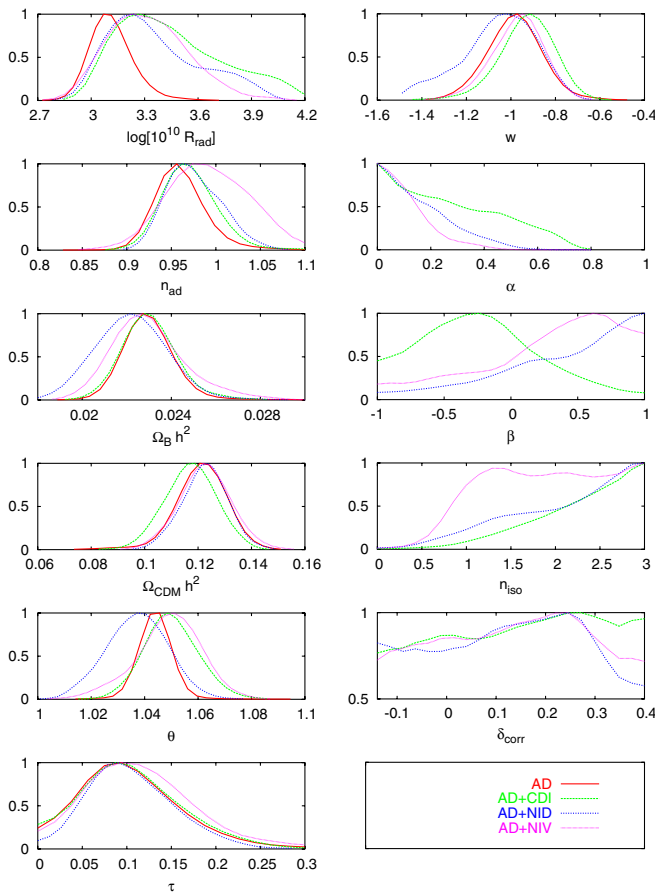 1
0.5
0
2.7 3 3.3 3.6 3.9 4.2
log[10^10 R_rad]
1
0.5
0
-1.6 -1.4 -1.2 -1 -0.8 -0.6 -0.4
w
1
0.5
0
0.8 0.85 0.9 0.95 1 1.05 1.1
n_ad
1
0.5
0
0 0.2 0.4 0.6 0.8 1
α
1
0.5
0
0.02 0.024 0.028
Ω_B h^2
1
0.5
0
-1 -0.5 0 0.5 1
β
1
0.5
0
0.06 0.08 0.1 0.12 0.14 0.16
Ω_CDM h^2
1
0.5
0
0 0.5 1 1.5 2 2.5 3
n_iso
1
0.5
0
1 1.02 1.04 1.06 1.08 1.1
θ
1
0.5
-0.1 0 0.1 0.2 0.3 0.4
δ_corr
1
0.5
0
0 0.05 0.1 0.15 0.2 0.25 0.3
τ
AD
AD+CDI
AD+NID
AD+NIV